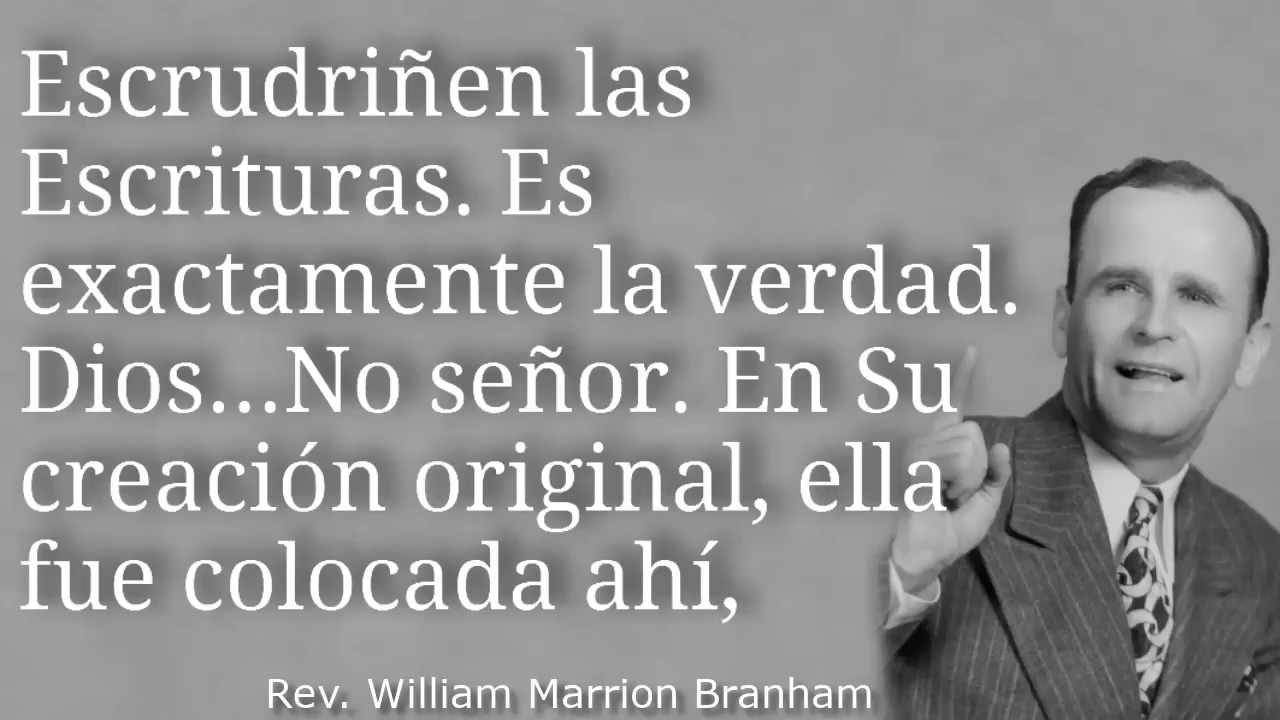 Escrudriñen las
Escrituras. Es
exactamente la verdad.
Dios...No señor. En Su
creación original, ella
fue colocada ahí,
Rev. William Marrion Branham